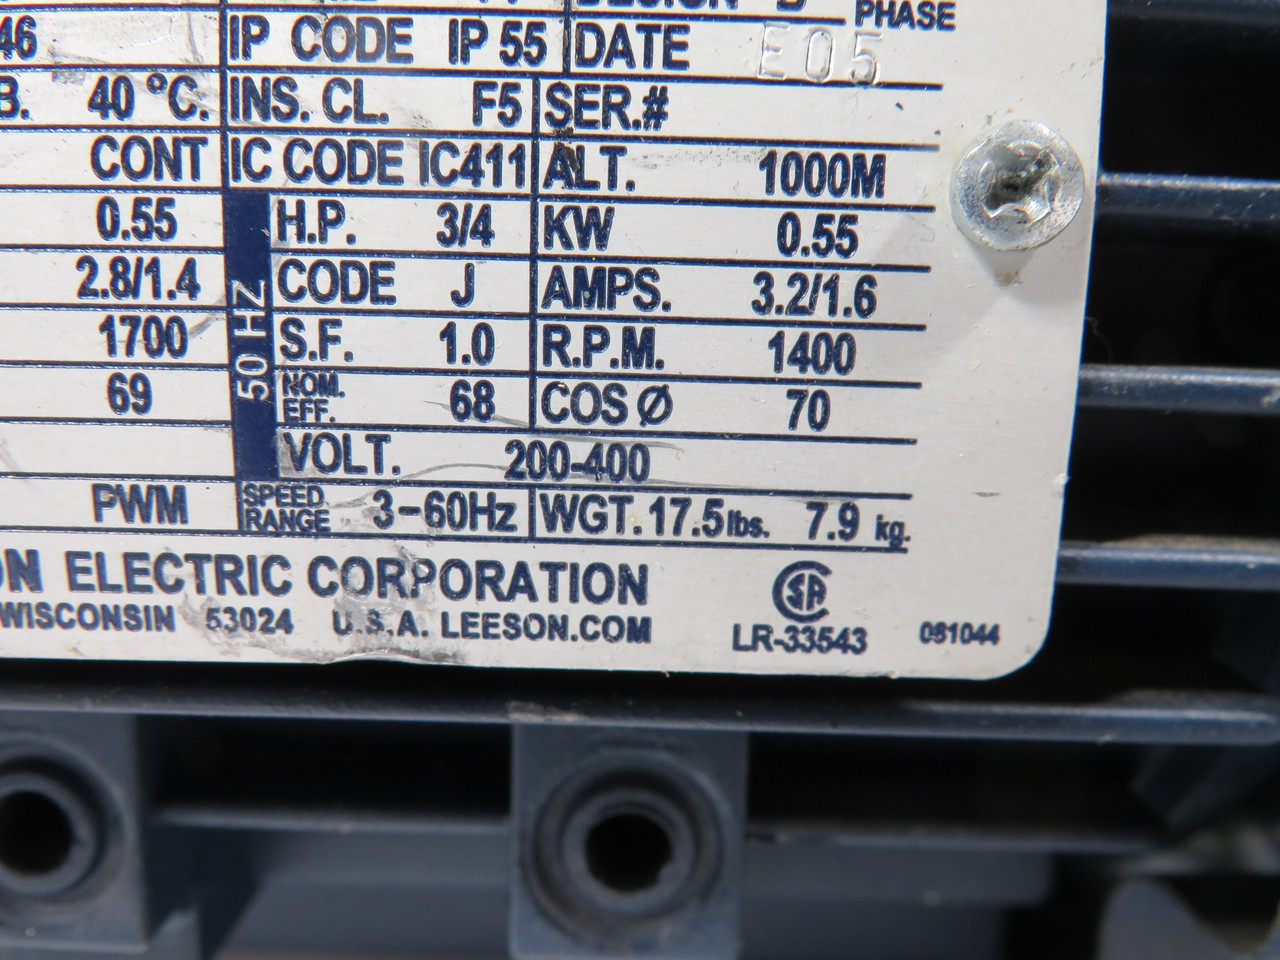 PHASE
46 IP CODE IP 55 DATE E05
B. 40 °C. INS. CL. F5 SER.#
CONT IC CODE IC411 ALT. 1000M
0.55 H.P. 3/4 KW 0.55
2.8/1.4 CODE J AMPS. 3.2/1.6
1700 S.F. 1.0 R.P.M. 1400
69 NOM. EFF. 68 COS Ø 70
50 HZ
VOLT. 200-400
PWM SPEED RANGE 3-60Hz WGT. 17.5 lbs. 7.9 kg.
ON ELECTRIC CORPORATION
WISCONSIN 53024 U.S.A. LEESON.COM
SA
LR-33543 081044